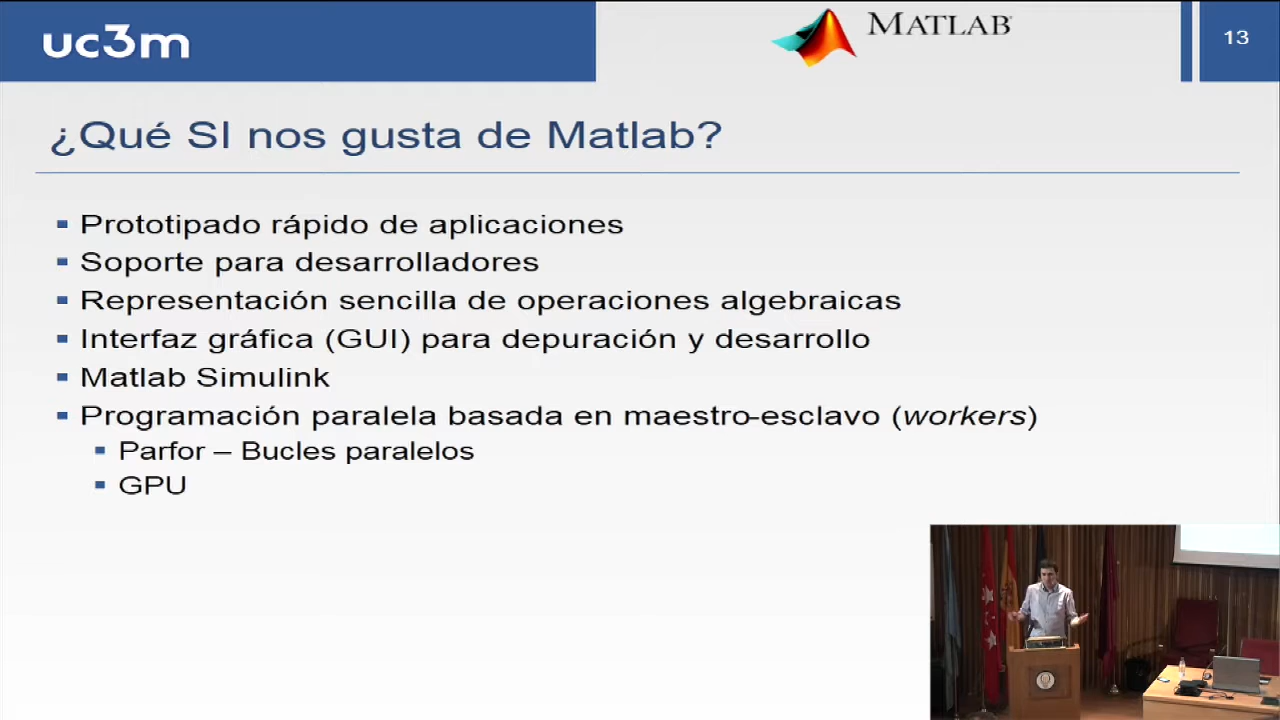 uc3m
MATLAB
13
¿Qué SI nos gusta de Matlab?
Prototipado rápido de aplicaciones
Soporte para desarrolladores
Representación sencilla de operaciones algebraicas
Interfaz gráfica (GUI) para depuración y desarrollo
Matlab Simulink
Programación paralela basada en maestro-esclavo (workers)
Parfor – Bucles paralelos
GPU